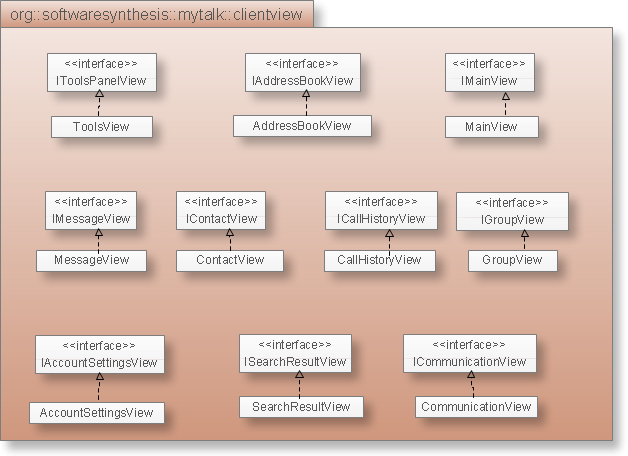 org::softwaresynthesis::mytalk::clientview
<<interface>>
IToolsPanelView
ToolsView
<<interface>>
IAddressBookView
AddressBookView
<<interface>>
IMainView
MainView
<<interface>>
IMessageView
MessageView
<<interface>>
IContactView
ContactView
<<interface>>
ICallHistoryView
CallHistoryView
<<interface>>
IGroupView
GroupView
<<interface>>
IAccountSettingsView
AccountSettingsView
<<interface>>
ISearchResultView
SearchResultView
<<interface>>
ICommunicationView
CommunicationView